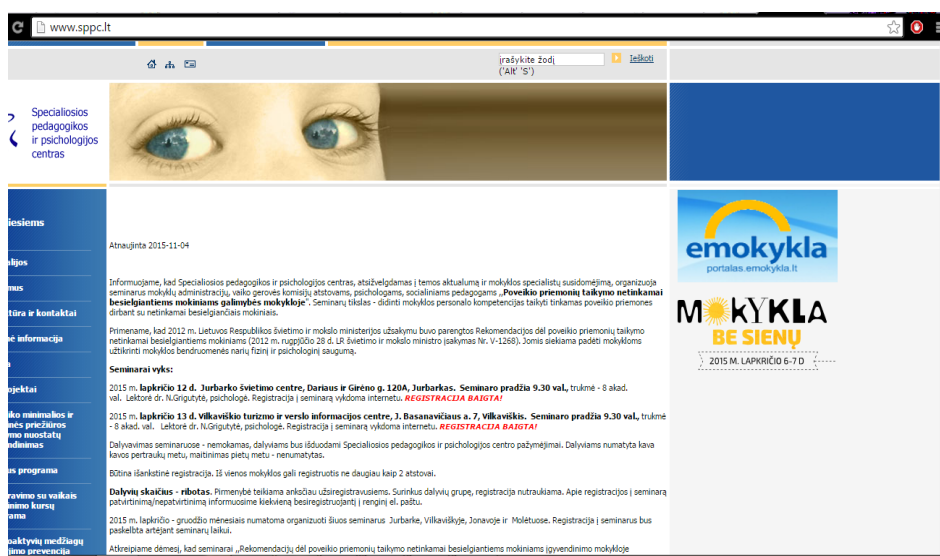 www.sppc.lt
įrašykite žodį
Ieškoti
('Alt' 'S')
Specialiosios
pedagogikos
ir psichologijos
centras
iesiems
alijos
mus
tūra ir kontaktai
nė informacija
a
ojektai
iko minimalios ir
nės priežiūros
ymo nuostatų
ndinimas
us programa
ravimo su vaikais
inimo kursų
rama
oaktyvių medžiagų
jimo prevencija
Atnaujinta 2015-11-04
Informuojame, kad Specialiosios pedagogikos ir psichologijos centras, atsižvelgdamas į temos aktualumą ir mokyklos specialistų susidomėjimą, organizuoja
seminarus mokyklų administracijų, vaiko gerovės komisijų atstovams, psichologams, socialiniams pedagogams „Poveikio priemonių taikymo netinkamai
besielgiantiems mokiniams galimybės mokykloje". Seminarų tikslas - didinti mokyklos personalo kompetencijas taikyti tinkamas poveikio priemones
dirbant su netinkamai besielgiančiais mokiniais.
Primename, kad 2012 m. Lietuvos Respublikos švietimo ir mokslo ministerijos užsakymu buvo parengtos Rekomendacijos dėl poveikio priemonių taikymo
netinkamai besielgiantiems mokiniams (2012 m. rugpjūčio 28 d. LR švietimo ir mokslo ministro įsakymas Nr. V-1268). Jomis siekiama padėti mokykloms
užtikrinti mokyklos bendruomenės narių fizinį ir psichologinį saugumą.
Seminarai vyks:
2015 m. lapkričio 12 d. Jurbarko švietimo centre, Dariaus ir Girėno g. 120A, Jurbarkas. Seminaro pradžia 9.30 val., trukmė - 8 akad.
val. Lektorė dr. N.Grigutytė, psichologė. Registracija į seminarą vykdoma internetu. REGISTRACIJA BAIGTA!
2015 m. lapkričio 13 d. Vilkaviškio turizmo ir verslo informacijos centre, J. Basanavičiaus a. 7, Vilkaviškis. Seminaro pradžia 9.30 val., trukmė
- 8 akad. val. Lektorė dr. N.Grigutytė, psichologė. Registracija į seminarą vykdoma internetu. REGISTRACIJA BAIGTA!
Dalyvavimas seminaruose - nemokamas, dalyviams bus išduodami Specialiosios pedagogikos ir psichologijos centro pažymėjimai. Dalyviams numatyta kava
kavos pertraukų metu, maitinimas pietų metu - nenumatytas.
Būtina išankstinė registracija. Iš vienos mokyklos gali registruotis ne daugiau kaip 2 atstovai.
Dalyvių skaičius - ribotas. Pirmenybė teikiama anksčiau užsiregistravusiems. Surinkus dalyvių grupę, registracija nutraukiama. Apie registracijos į seminarą
patvirtinimą/nepatvirtinimą informuosime kiekvieną besiregistruojantį į renginį el. paštu.
2015 m. lapkričio - gruodžio mėnesiais numatoma organizuoti šiuos seminarus Jurbarke, Vilkaviškyje, Jonavoje ir Molėtuose. Registracija į seminarus bus
paskelbta artėjant seminarų laikui.
Atkreipiame dėmesį, kad seminarai „Rekomendacijų dėl poveikio priemonių taikymo netinkamai besielgiantiems mokiniams įgyvendinimo mokykloje
emokykla
portalas.emokykla.lt
MOKYKLA
BE SIENŲ
2015 M. LAPKRIČIO 6-7 D